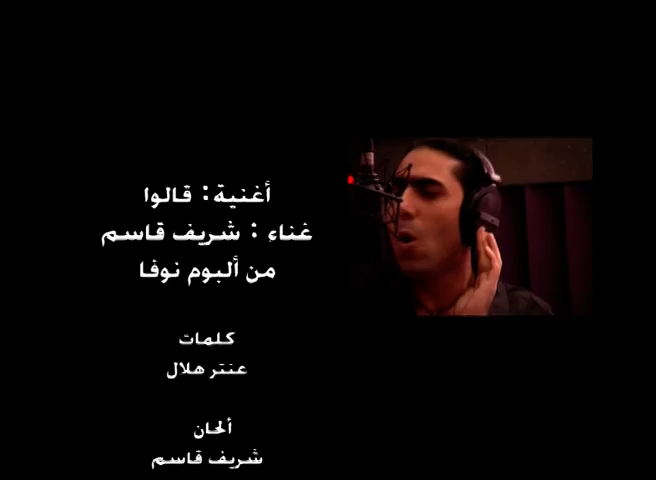 أغنية: قالوا
غناء : شريف قاسم
من ألبوم نوفا
كلمات
عنتر هلال
ألحان
شريف قاسم